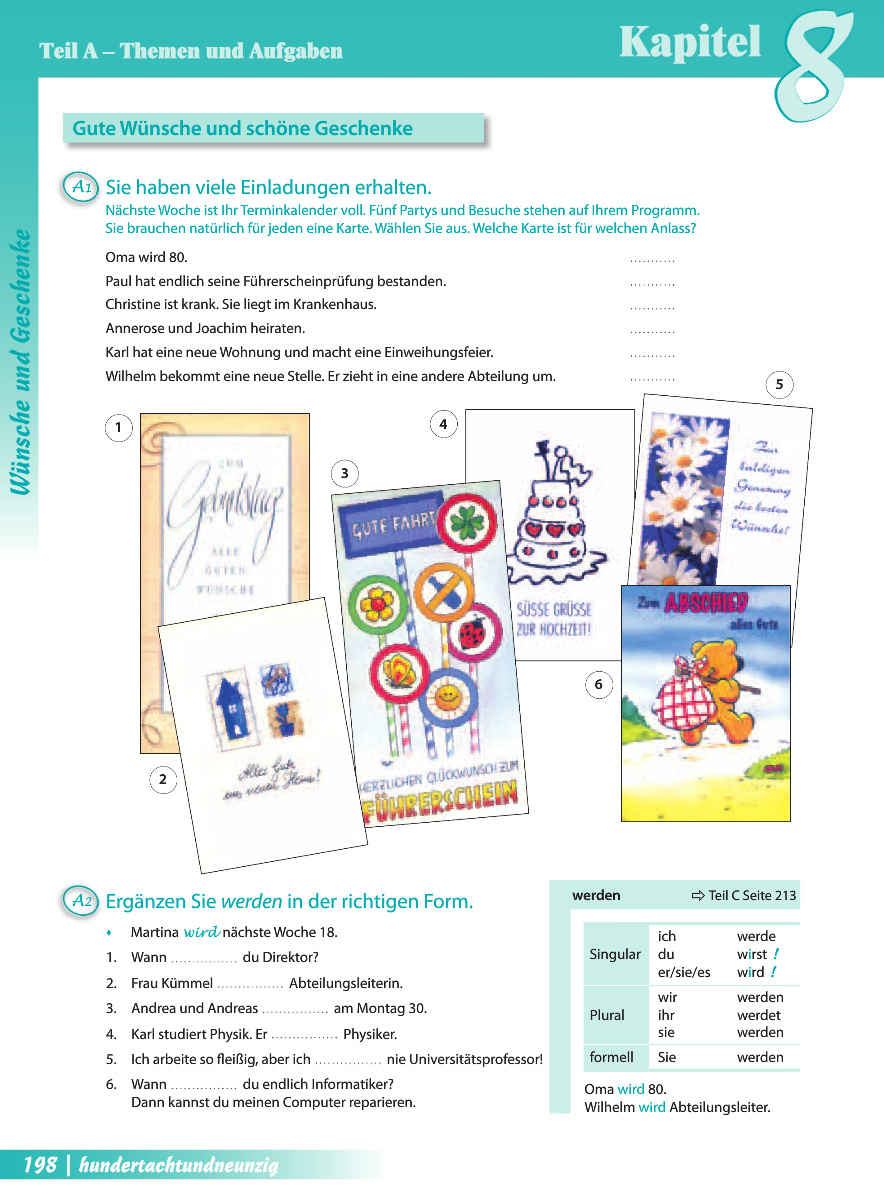 Teil A – Themen und Aufgaben
Kapitel 8
Wünsche und Geschenke
Gute Wünsche und schöne Geschenke
A1 Sie haben viele Einladungen erhalten.
Nächste Woche ist Ihr Terminkalender voll. Fünf Partys und Besuche stehen auf Ihrem Programm.
Sie brauchen natürlich für jeden eine Karte. Wählen Sie aus. Welche Karte ist für welchen Anlass?
Oma wird 80. ...........
Paul hat endlich seine Führerscheinprüfung bestanden. ...........
Christine ist krank. Sie liegt im Krankenhaus. ...........
Annerose und Joachim heiraten. ...........
Karl hat eine neue Wohnung und macht eine Einweihungsfeier. ...........
Wilhelm bekommt eine neue Stelle. Er zieht in eine andere Abteilung um. ...........
1
ZUM
Geburtstag
ALLE
GUTEN
WÜNSCHE
2
Alles Gute
im neuen Heim!
3
GUTE FAHRT
HERZLICHEN GLÜCKWUNSCH ZUM
FÜHRERSCHEIN
4
SÜSSE GRÜSSE
ZUR HOCHZEIT!
5
Zur
baldigen
Genesung
die besten
Wünsche!
6
Zum ABSCHIED
alles Gute
A2 Ergänzen Sie werden in der richtigen Form.
Martina wird nächste Woche 18.
1. Wann ................ du Direktor?
2. Frau Kümmel ................ Abteilungsleiterin.
3. Andrea und Andreas ................ am Montag 30.
4. Karl studiert Physik. Er ................ Physiker.
5. Ich arbeite so fleißig, aber ich ................ nie Universitätsprofessor!
6. Wann ................ du endlich Informatiker?
Dann kannst du meinen Computer reparieren.
werden ⇨ Teil C Seite 213
Singular ich werde
du wirst !
er/sie/es wird !
Plural wir werden
ihr werdet
sie werden
formell Sie werden
Oma wird 80.
Wilhelm wird Abteilungsleiter.
198 | hundertachtundneunzig